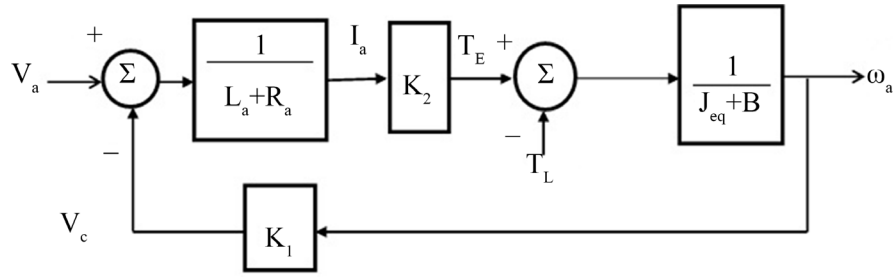 +
V_a
Σ
−
1
L_a+R_a
I_a
K_2
T_E
+
Σ
−
T_L
1
J_eq+B
ω_a
V_c
K_1